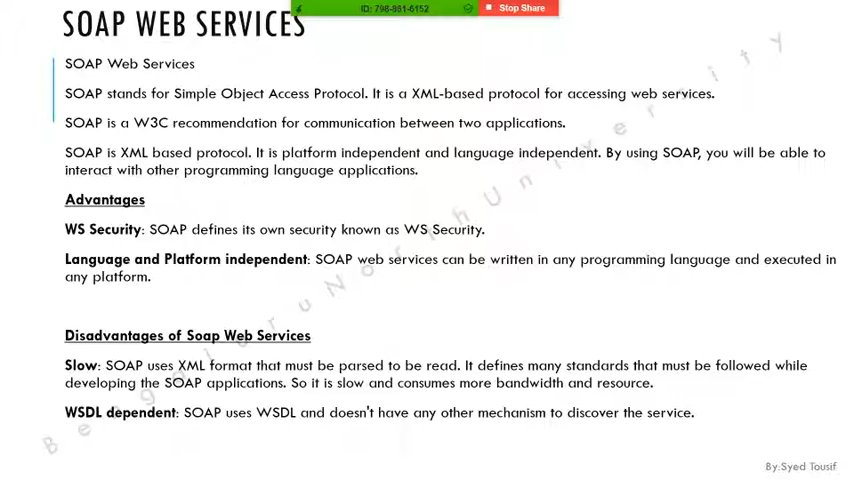 SOAP WEB SERVICES
ID: 798-881-6152
Stop Share
SOAP Web Services
SOAP stands for Simple Object Access Protocol. It is a XML-based protocol for accessing web services.
SOAP is a W3C recommendation for communication between two applications.
SOAP is XML based protocol. It is platform independent and language independent. By using SOAP, you will be able to
interact with other programming language applications.
Advantages
WS Security: SOAP defines its own security known as WS Security.
Language and Platform independent: SOAP web services can be written in any programming language and executed in
any platform.
Disadvantages of Soap Web Services
Slow: SOAP uses XML format that must be parsed to be read. It defines many standards that must be followed while
developing the SOAP applications. So it is slow and consumes more bandwidth and resource.
WSDL dependent: SOAP uses WSDL and doesn't have any other mechanism to discover the service.
BengaluruNorthUniversity
By:Syed Tousif